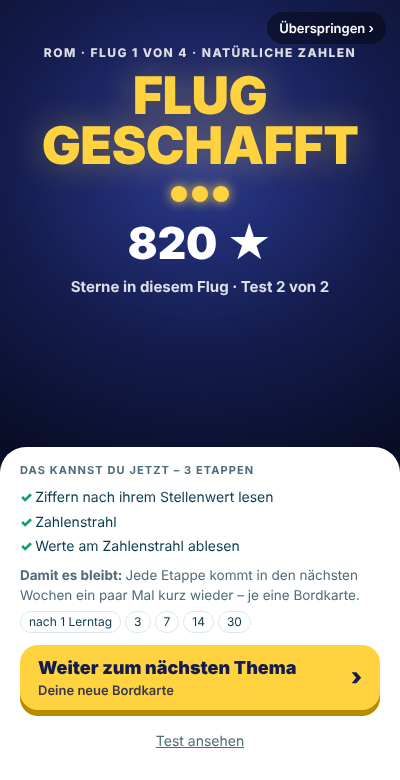 Überspringen ›
ROM · FLUG 1 VON 4 · NATÜRLICHE ZAHLEN
FLUG
GESCHAFFT
820 ★
Sterne in diesem Flug · Test 2 von 2
DAS KANNST DU JETZT – 3 ETAPPEN
✓ Ziffern nach ihrem Stellenwert lesen
✓ Zahlenstrahl
✓ Werte am Zahlenstrahl ablesen
Damit es bleibt: Jede Etappe kommt in den nächsten
Wochen ein paar Mal kurz wieder – je eine Bordkarte.
nach 1 Lerntag 3 7 14 30
Weiter zum nächsten Thema ›
Deine neue Bordkarte
Test ansehen